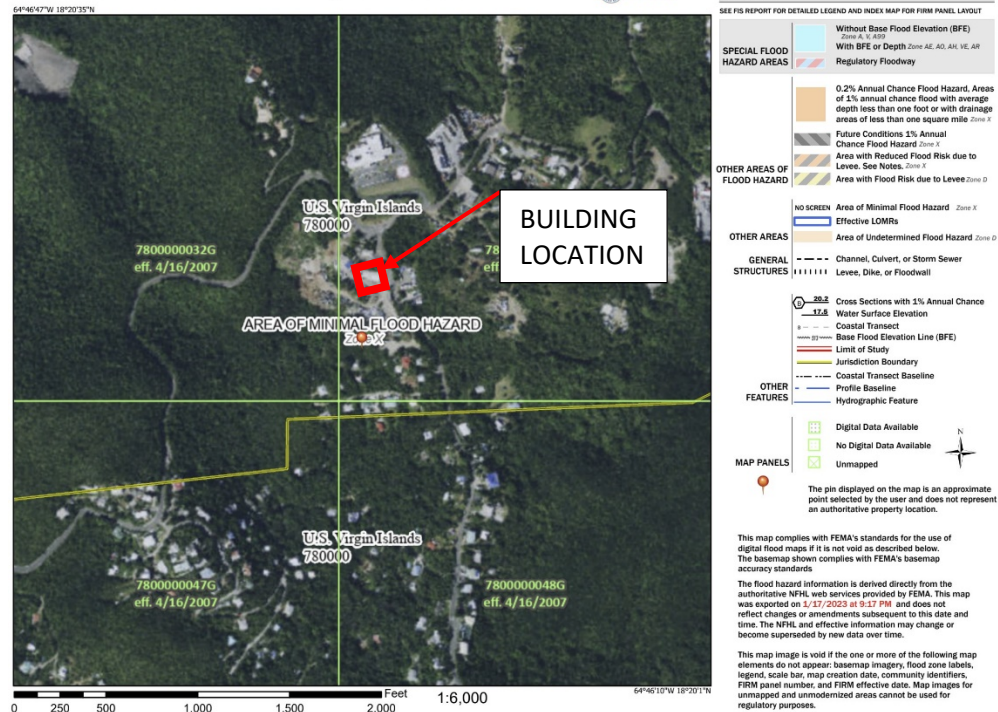 64°46'47"W 18°20'35"N
SEE FIS REPORT FOR DETAILED LEGEND AND INDEX MAP FOR FIRM PANEL LAYOUT
SPECIAL FLOOD
HAZARD AREAS
Without Base Flood Elevation (BFE)
Zone A, V, A99
With BFE or Depth Zone AE, AO, AH, VE, AR
Regulatory Floodway
0.2% Annual Chance Flood Hazard, Areas
of 1% annual chance flood with average
depth less than one foot or with drainage
areas of less than one square mile Zone X
Future Conditions 1% Annual
Chance Flood Hazard Zone X
OTHER AREAS OF
FLOOD HAZARD
Area with Reduced Flood Risk due to
Levee. See Notes. Zone X
Area with Flood Risk due to Levee Zone D
NO SCREEN Area of Minimal Flood Hazard Zone X
Effective LOMRs
OTHER AREAS
Area of Undetermined Flood Hazard Zone D
GENERAL
STRUCTURES
Channel, Culvert, or Storm Sewer
Levee, Dike, or Floodwall
B 20.2 Cross Sections with 1% Annual Chance
17.5 Water Surface Elevation
8 Coastal Transect
Base Flood Elevation Line (BFE)
Limit of Study
Jurisdiction Boundary
Coastal Transect Baseline
OTHER
FEATURES
Profile Baseline
Hydrographic Feature
Digital Data Available
No Digital Data Available
MAP PANELS
Unmapped
N
The pin displayed on the map is an approximate
point selected by the user and does not represent
an authoritative property location.
This map complies with FEMA's standards for the use of
digital flood maps if it is not void as described below.
The basemap shown complies with FEMA's basemap
accuracy standards
The flood hazard information is derived directly from the
authoritative NFHL web services provided by FEMA. This map
was exported on 1/17/2023 at 9:17 PM and does not
reflect changes or amendments subsequent to this date and
time. The NFHL and effective information may change or
become superseded by new data over time.
This map image is void if the one or more of the following map
elements do not appear: basemap imagery, flood zone labels,
legend, scale bar, map creation date, community identifiers,
FIRM panel number, and FIRM effective date. Map images for
unmapped and unmodernized areas cannot be used for
regulatory purposes.
U.S. Virgin Islands
780000
BUILDING
LOCATION
7800000032G
eff. 4/16/2007
78
eff.
AREA OF MINIMAL FLOOD HAZARD
Zone X
U.S. Virgin Islands
780000
7800000047G
eff. 4/16/2007
7800000048G
eff. 4/16/2007
0 250 500 1,000 1,500 2,000 Feet 1:6,000
64°46'10"W 18°20'1"N